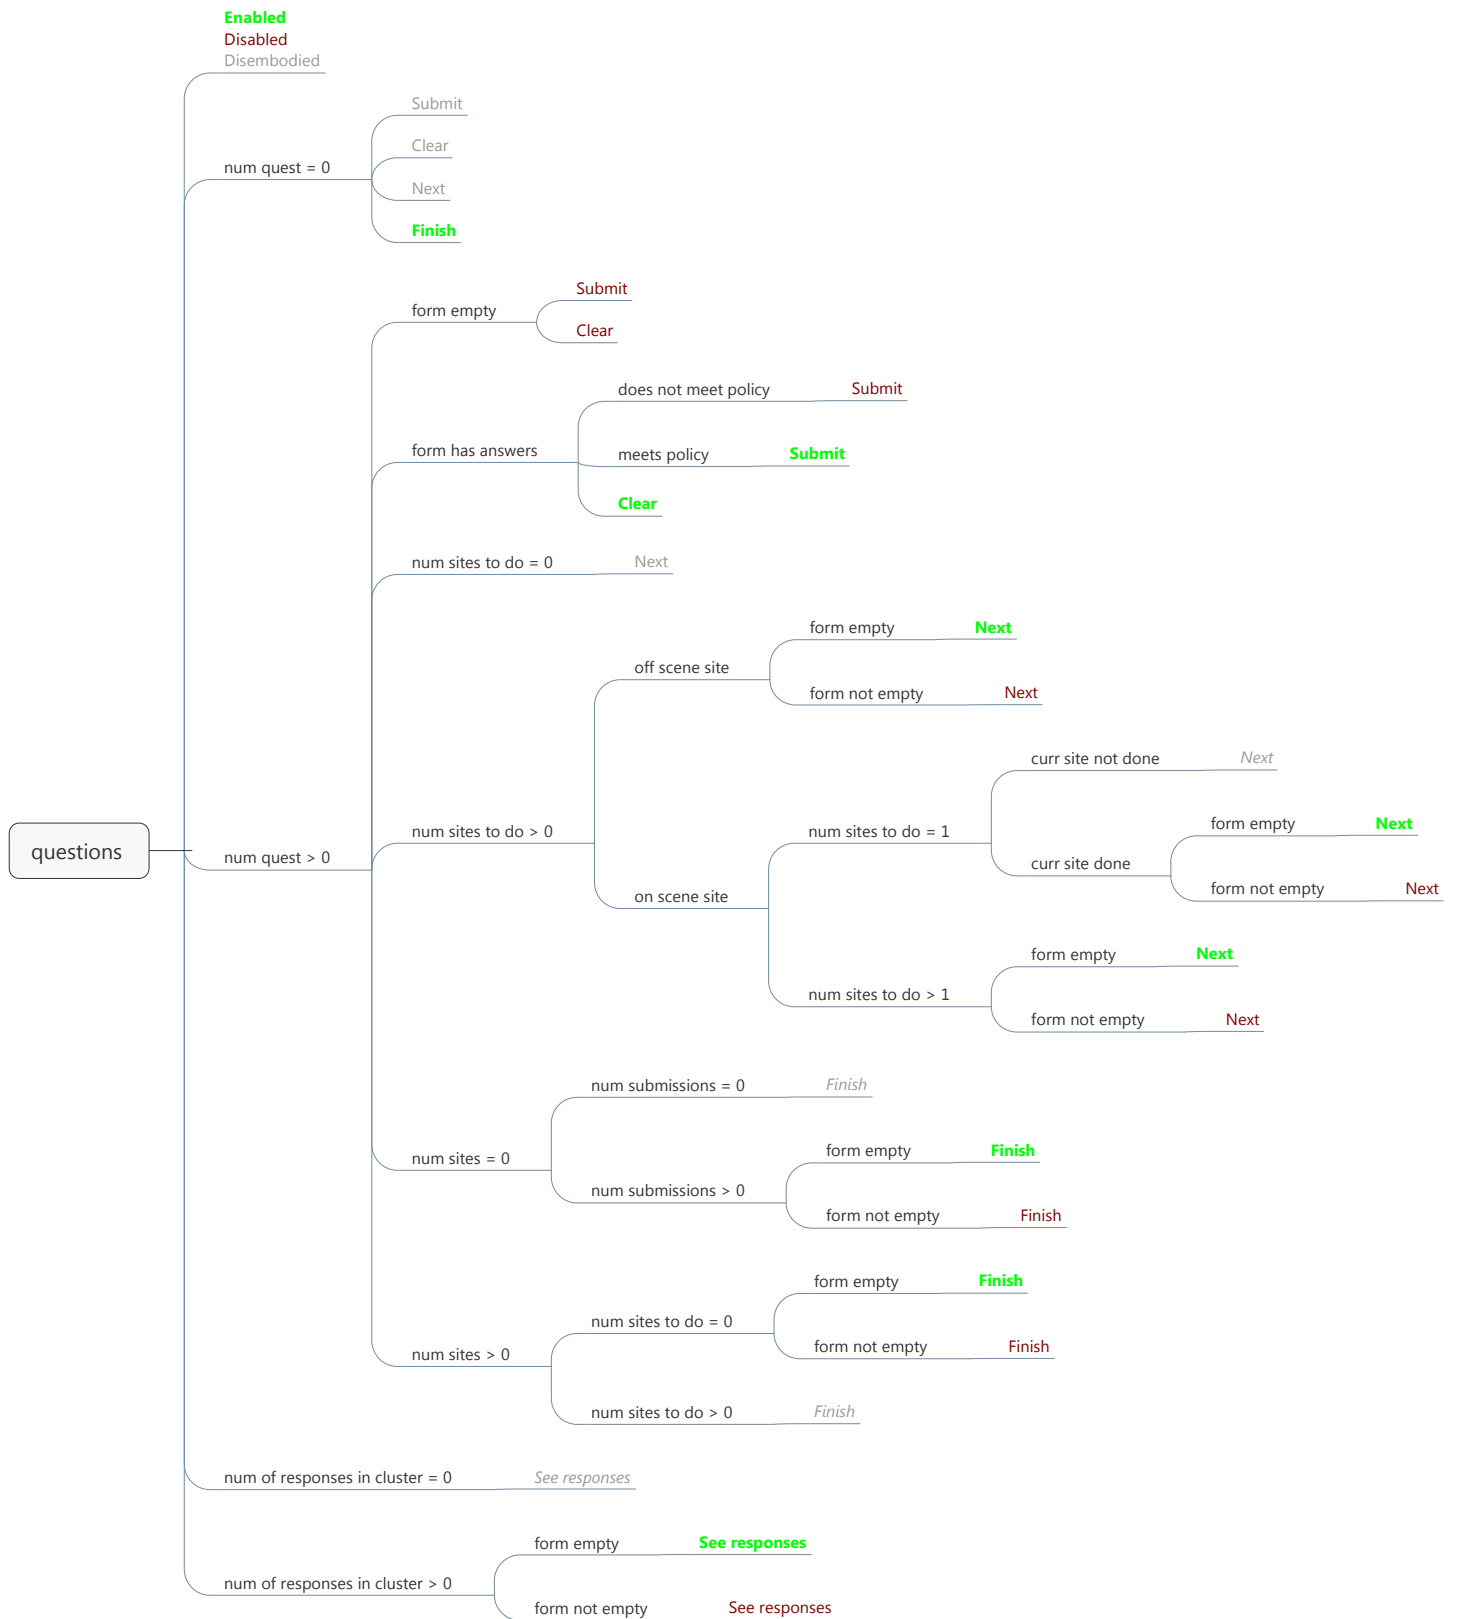 Enabled
Disabled
Disembodied
Submit
Clear
num quest = 0
Next
Finish
Submit
form empty
Clear
does not meet policy
Submit
form has answers
meets policy
Submit
Clear
num sites to do = 0
Next
form empty
Next
off scene site
form not empty
Next
curr site not done
Next
num sites to do > 0
num sites to do = 1
form empty
Next
questions
num quest > 0
curr site done
form not empty
Next
on scene site
form empty
Next
num sites to do > 1
form not empty
Next
num submissions = 0
Finish
num sites = 0
form empty
Finish
num submissions > 0
form not empty
Finish
form empty
Finish
num sites to do = 0
num sites > 0
form not empty
Finish
num sites to do > 0
Finish
num of responses in cluster = 0
See responses
form empty
See responses
num of responses in cluster > 0
form not empty
See responses